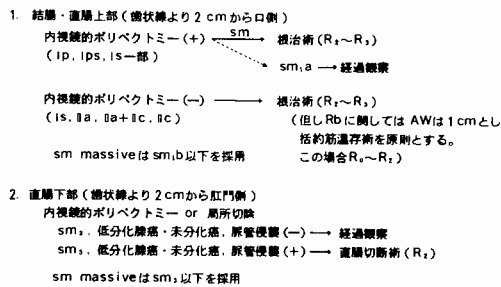 1. 結腸・直腸上部(歯状線より2cmから口側)
内視鏡的ポリペクトミー(+) sm 根治術(R₂～R₃)
(Ip, Ips, Is一部) sm₁a → 経過観察
内視鏡的ポリペクトミー(−) → 根治術(R₂～R₃)
(Is, Ⅱa, Ⅱa+Ⅱc, Ⅱc) (但しRbに関しては AWは1cmとし
括約筋温存術を原則とする。
sm massiveはsm₁b以下を採用 この場合R₀～R₂)
2. 直腸下部(歯状線より2cmから肛門側)
内視鏡的ポリペクトミー or 局所切除
sm₃, 低分化腺癌・未分化癌, 脈管侵襲(−) → 経過観察
sm₃, 低分化腺癌・未分化癌, 脈管侵襲(+) → 直腸切断術(R₂)
sm massiveはsm₃以下を採用